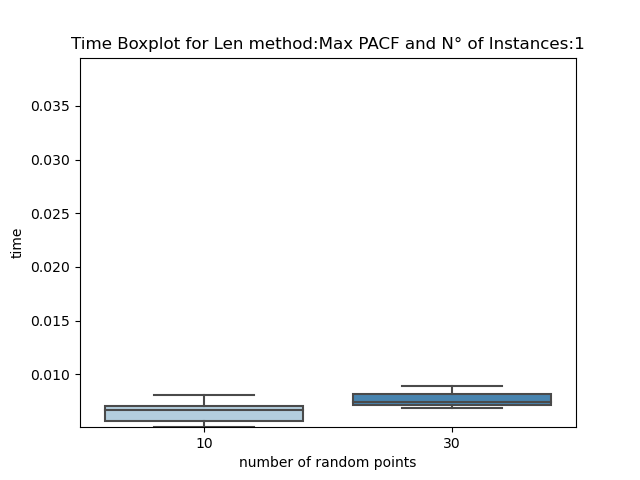 Time Boxplot for Len method:Max PACF and N° of Instances:1
0.035
0.030
0.025
0.020
0.015
0.010
time
10
30
number of random points